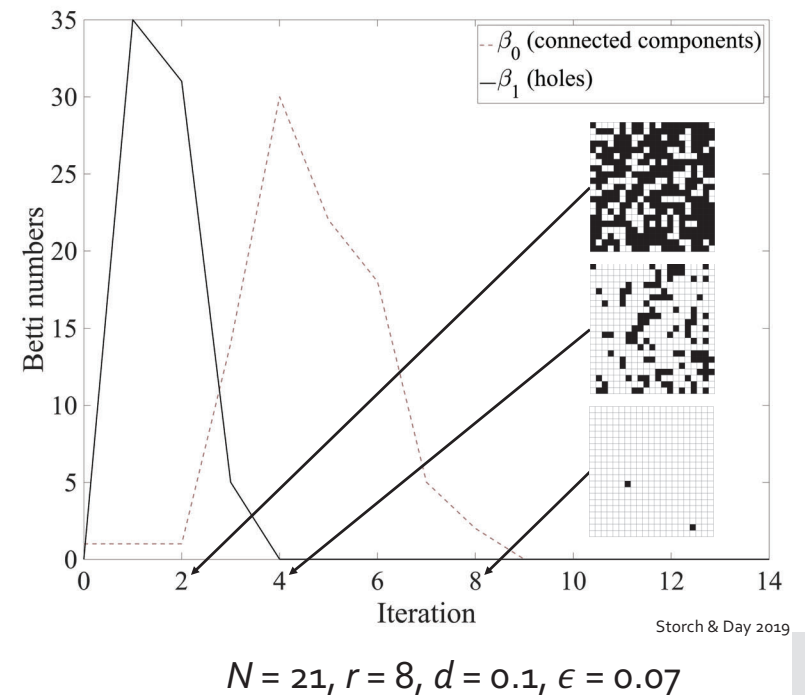 35
30
25
20
15
10
5
0
Betti numbers
β0 (connected components)
β1 (holes)
0 2 4 6 8 10 12 14
Iteration
Storch & Day 2019
N = 21, r = 8, d = 0.1, ϵ = 0.07